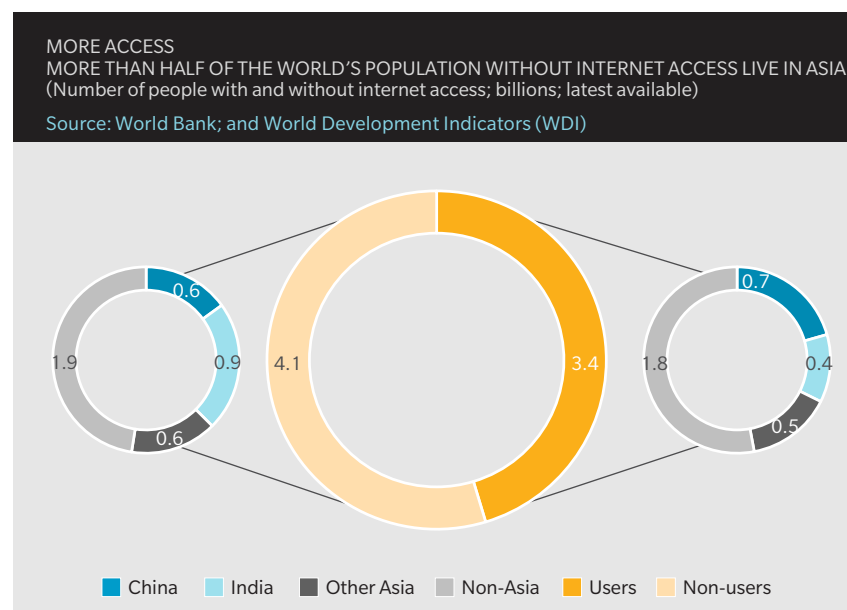 MORE ACCESS
MORE THAN HALF OF THE WORLD’S POPULATION WITHOUT INTERNET ACCESS LIVE IN ASIA
(Number of people with and without internet access; billions; latest available)
Source: World Bank; and World Development Indicators (WDI)
0.6
0.7
1.9
0.9
4.1
3.4
1.8
0.4
0.6
0.5
China India Other Asia Non-Asia Users Non-users